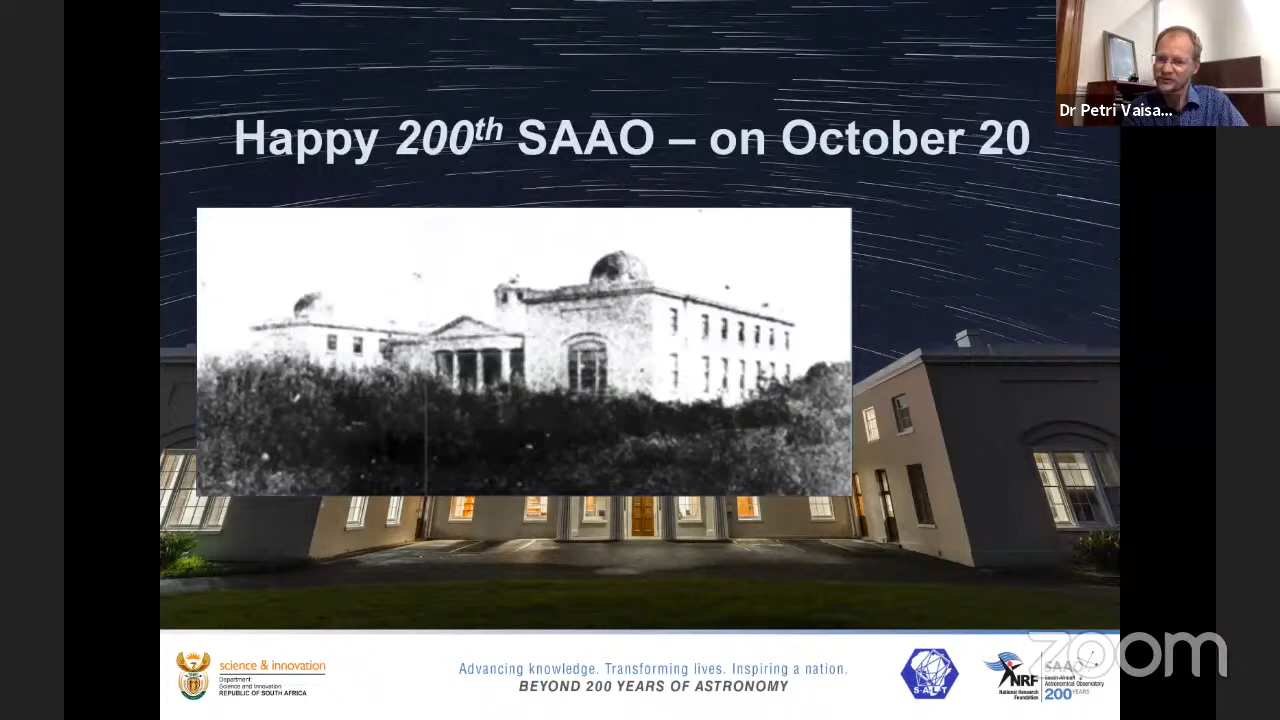 Dr Petri Vaisa...
Happy 200th SAAO – on October 20
science & innovation
Department:
Science and Innovation
REPUBLIC OF SOUTH AFRICA
Advancing knowledge. Transforming lives. Inspiring a nation.
BEYOND 200 YEARS OF ASTRONOMY
S·A·L·T
NRF
National Research
Foundation
SAAO
South African
Astronomical Observatory
200 YEARS
zoom